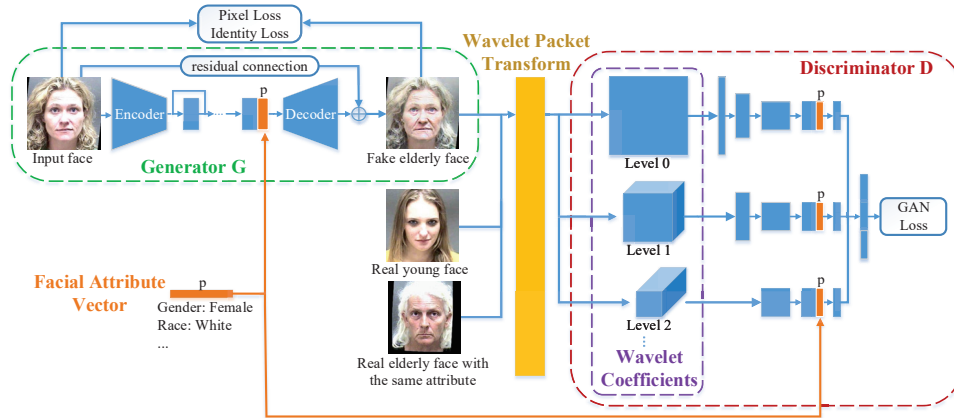 Pixel Loss
Identity Loss
Wavelet Packet
Transform
Discriminator D
residual connection
p
Encoder
...
Decoder
Input face
Generator G
Fake elderly face
Level 0
p
Real young face
Level 1
p
GAN
Loss
Facial Attribute
Vector
p
Gender: Female
Race: White
...
Real elderly face with
the same attribute
Level 2
p
...
Wavelet
Coefficients